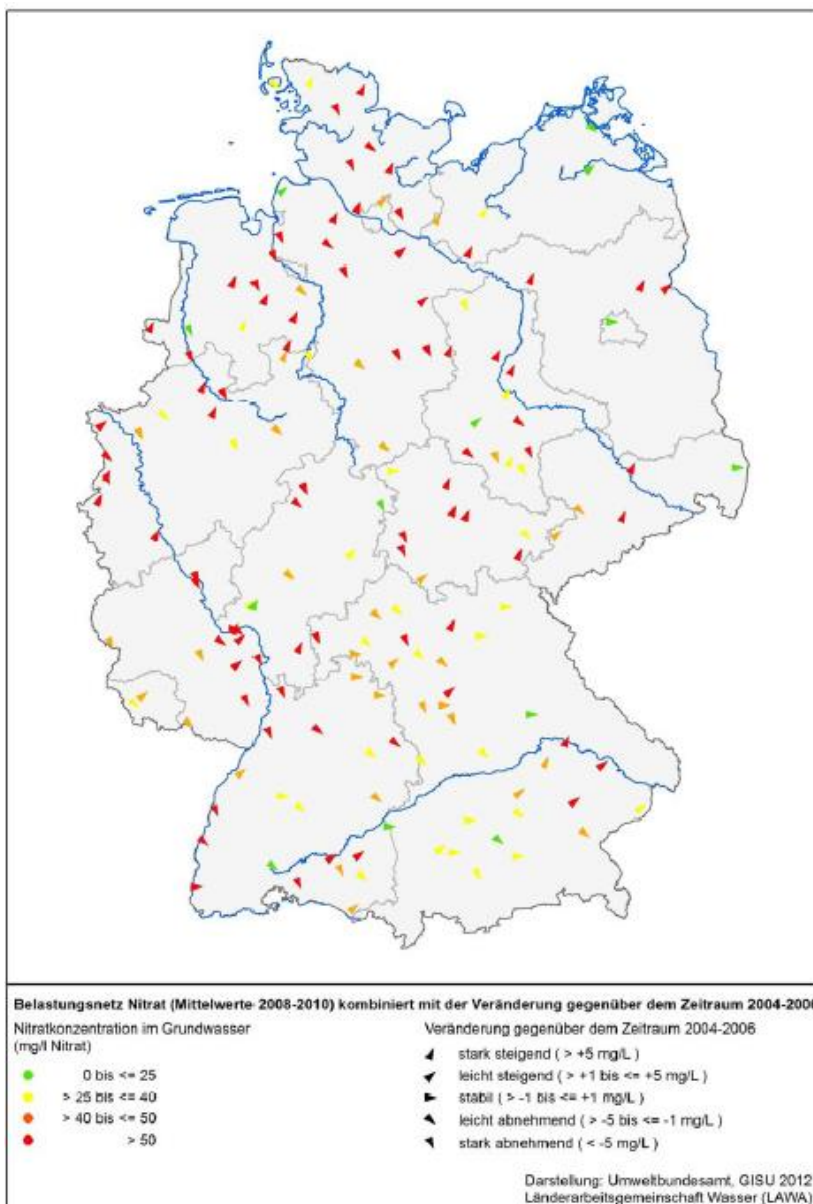 Belastungsnetz Nitrat (Mittelwerte 2008-2010) kombiniert mit der Veränderung gegenüber dem Zeitraum 2004-2006
Nitratkonzentration im Grundwasser
(mg/l Nitrat)
0 bis <= 25
> 25 bis <= 40
> 40 bis <= 50
> 50
Veränderung gegenüber dem Zeitraum 2004-2006
stark steigend ( > +5 mg/L )
leicht steigend ( > +1 bis <= +5 mg/L )
stabil ( > -1 bis <= +1 mg/L )
leicht abnehmend ( > -5 bis <= -1 mg/L )
stark abnehmend ( < -5 mg/L )
Darstellung: Umweltbundesamt, GISU 2012
Länderarbeitsgemeinschaft Wasser (LAWA)